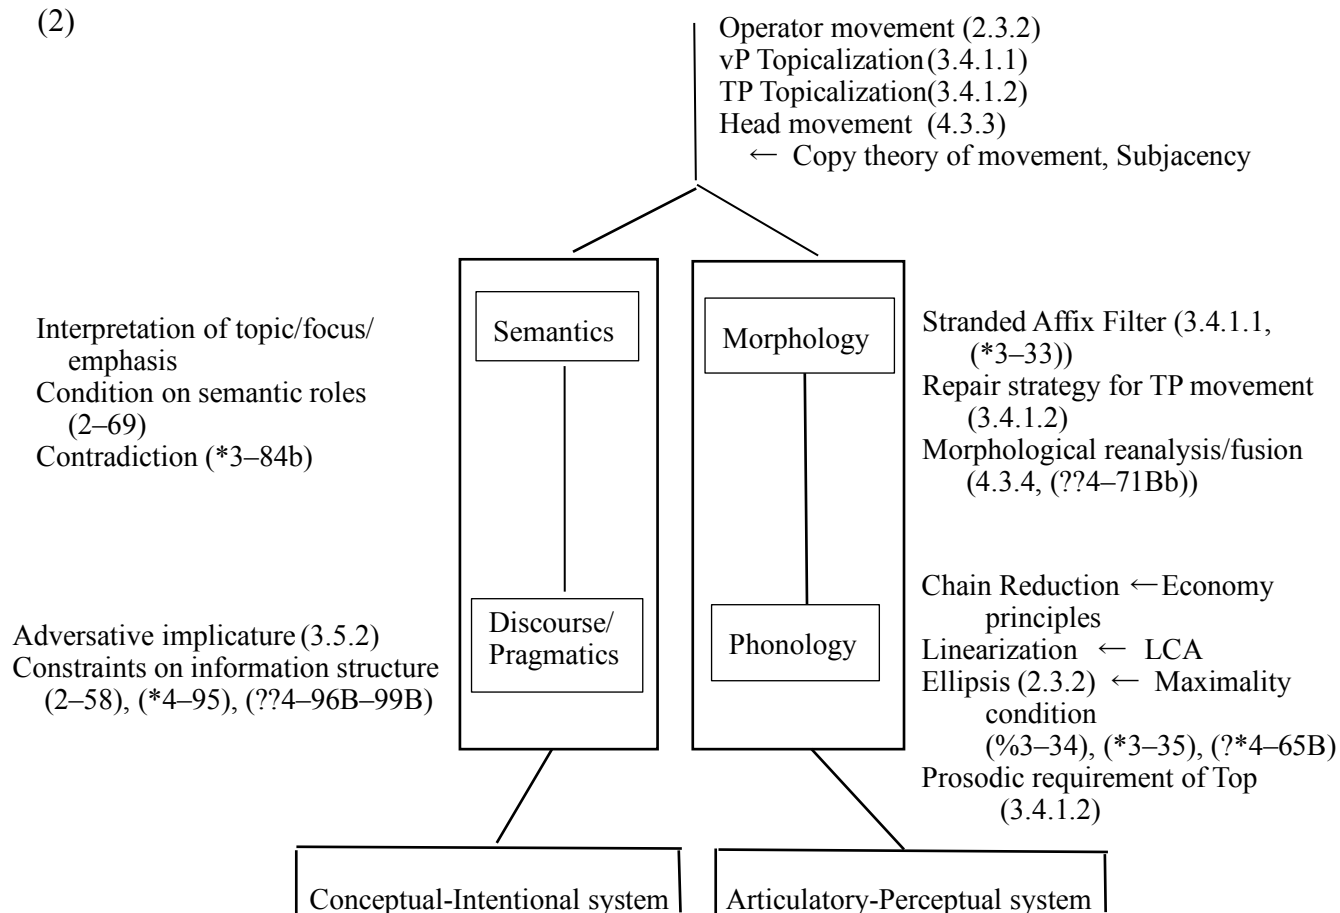 (2)
Operator movement (2.3.2)
vP Topicalization (3.4.1.1)
TP Topicalization(3.4.1.2)
Head movement (4.3.3)
← Copy theory of movement, Subjacency
Interpretation of topic/focus/
emphasis
Condition on semantic roles
(2–69)
Contradiction (*3–84b)
Semantics
Morphology
Stranded Affix Filter (3.4.1.1,
(*3–33))
Repair strategy for TP movement
(3.4.1.2)
Morphological reanalysis/fusion
(4.3.4, (??4–71Bb))
Adversative implicature (3.5.2)
Constraints on information structure
(2–58), (*4–95), (??4–96B–99B)
Discourse/
Pragmatics
Phonology
Chain Reduction ←Economy
principles
Linearization ← LCA
Ellipsis (2.3.2) ← Maximality
condition
(%3–34), (*3–35), (?*4–65B)
Prosodic requirement of Top
(3.4.1.2)
Conceptual-Intentional system
Articulatory-Perceptual system